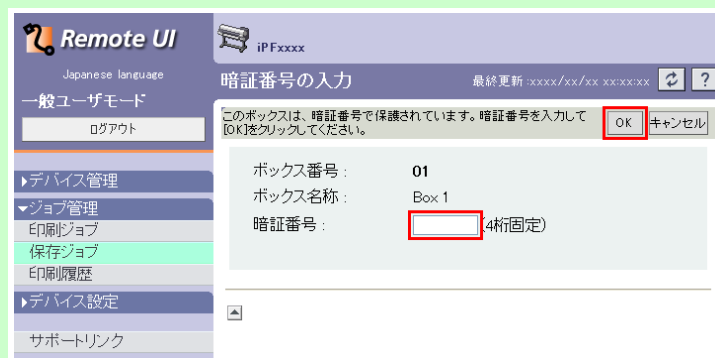 Remote UI
Japanese language
一般ユーザモード
ログアウト
▶デバイス管理
▼ジョブ管理
印刷ジョブ
保存ジョブ
印刷履歴
▶デバイス設定
サポートリンク
iPFxxxx
暗証番号の入力
最終更新 :xxxx/xx/xx xx:xx:xx
?
このボックスは、暗証番号で保護されています。暗証番号を入力して
[OK]をクリックしてください。
OK
キャンセル
ボックス番号 : 01
ボックス名称 : Box 1
暗証番号 : (4桁固定)